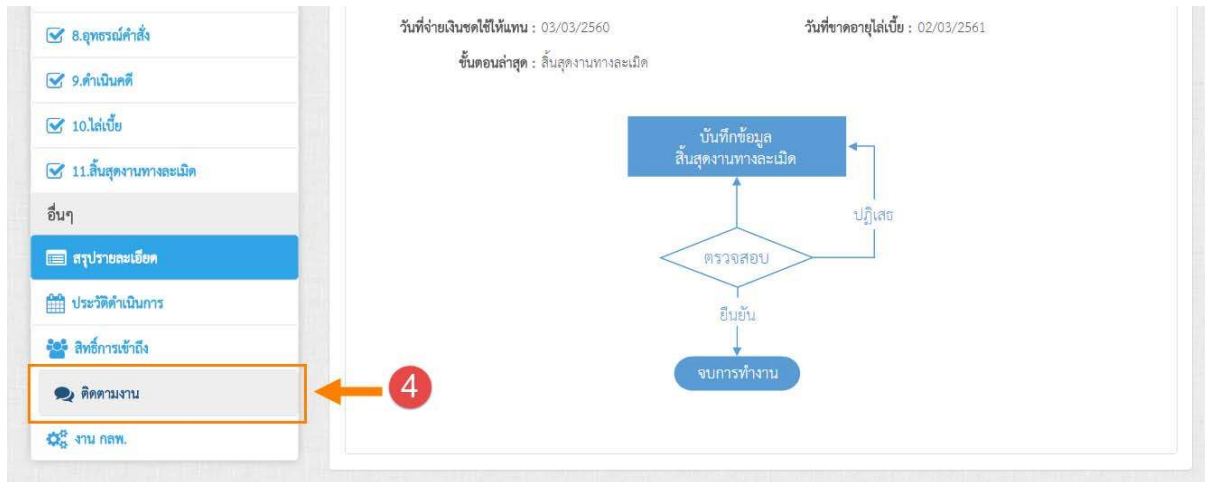 8.อุทธรณ์คำสั่ง
9.ดำเนินคดี
10.ไล่เบี้ย
11.สิ้นสุดงานทางละเมิด
อื่นๆ
สรุปรายละเอียด
ประวัติดำเนินการ
สิทธิ์การเข้าถึง
ติดตามงาน
งาน กลพ.
วันที่จ่ายเงินชดใช้ให้แทน : 03/03/2560 วันที่ขาดอายุไล่เบี้ย : 02/03/2561
ขั้นตอนล่าสุด : สิ้นสุดงานทางละเมิด
บันทึกข้อมูล
สิ้นสุดงานทางละเมิด
ปฏิเสธ
ตรวจสอบ
ยืนยัน
จบการทำงาน
4